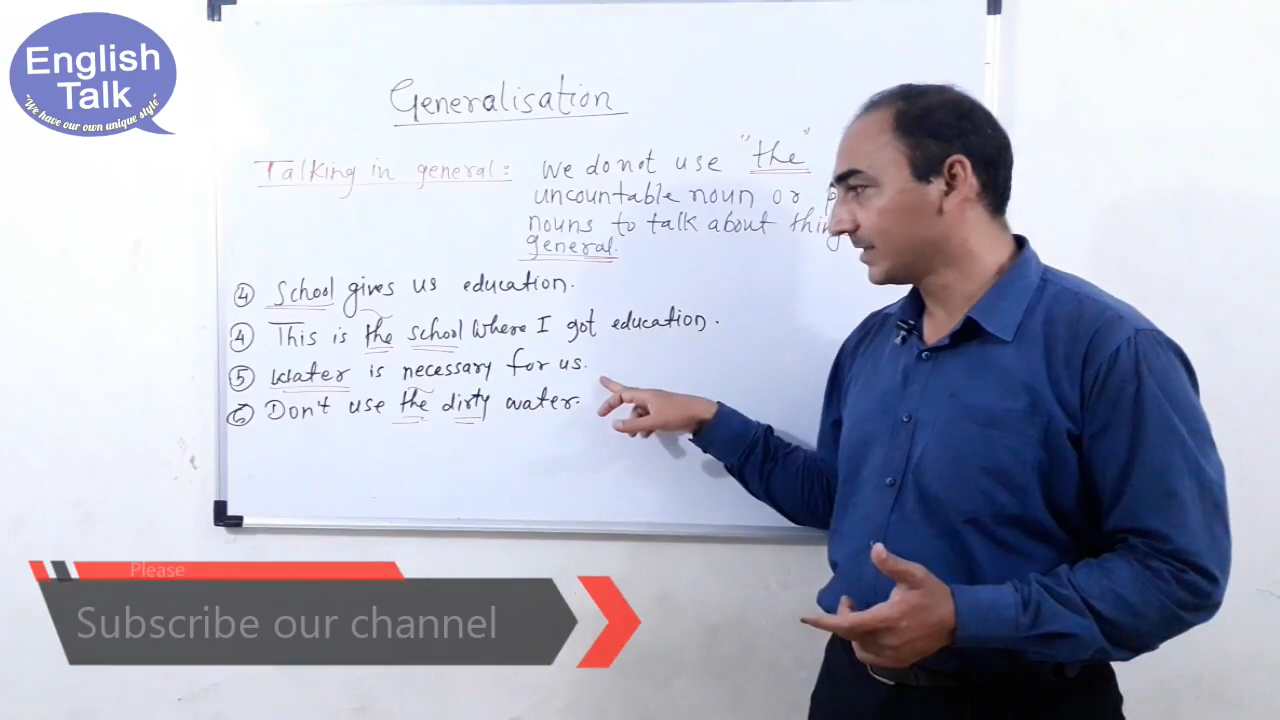 English
Talk
"We have our own unique style"
Generalisation
Talking in general: We do not use "the"
uncountable noun or
nouns to talk about thing
general.
④ School gives us education.
④ This is the school where I got education.
⑤ Water is necessary for us.
⑥ Don't use the dirty water.
Please
Subscribe our channel